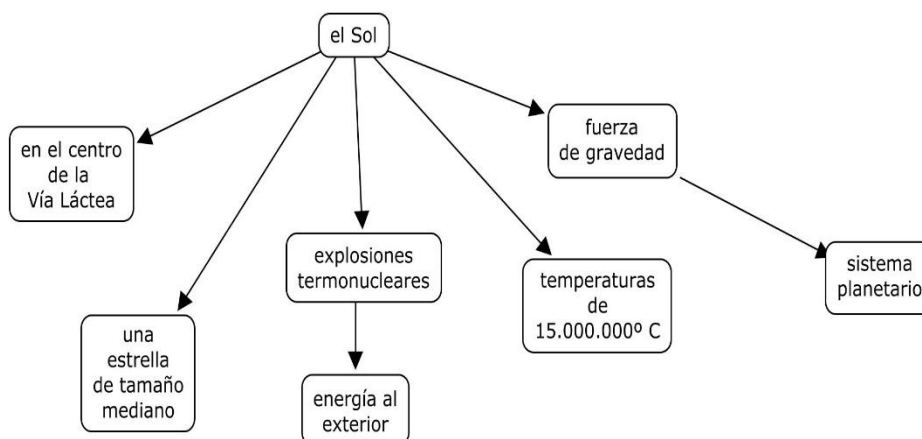 el Sol
en el centro
de la
Vía Láctea
fuerza
de gravedad
explosiones
termonucleares
temperaturas
de
15.000.000º C
sistema
planetario
una
estrella
de tamaño
mediano
energía al
exterior